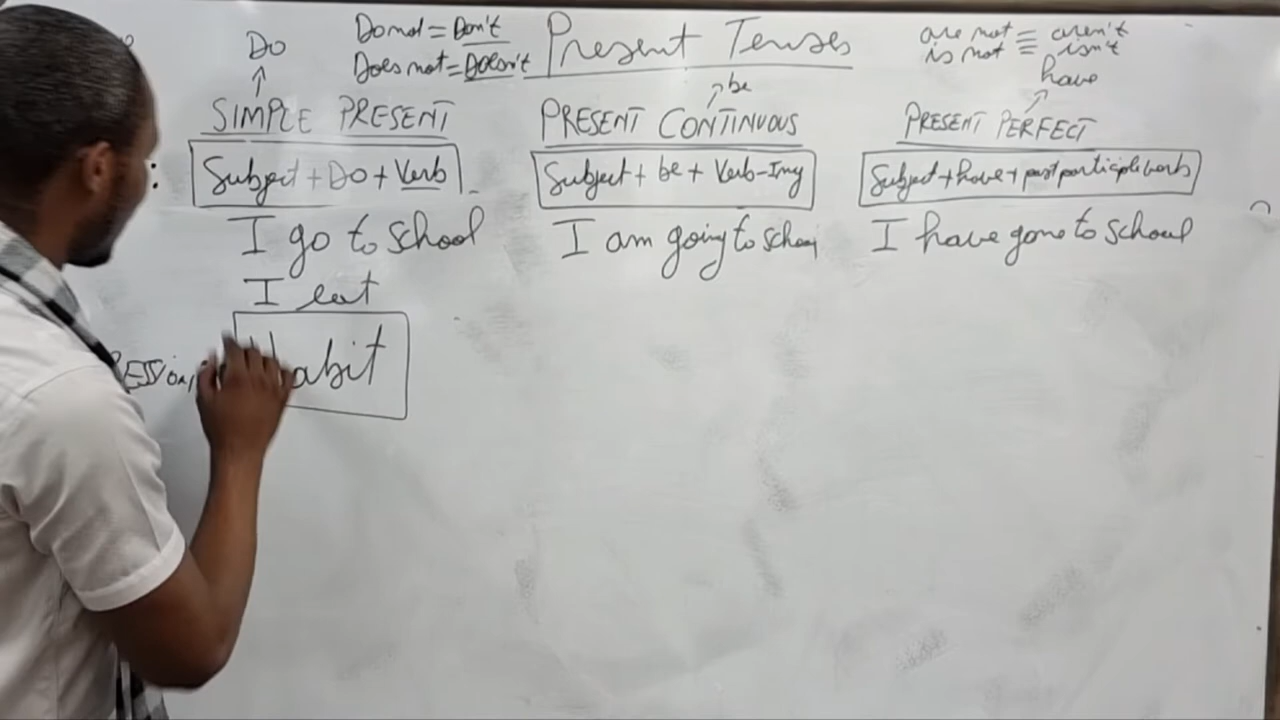 Present Tenses
Do
Do not = Don't
Does not = Doesn't
are not = aren't
is not = isn't
be
have
SIMPLE PRESENT
PRESENT CONTINUOUS
PRESENT PERFECT
Subject + Do + Verb
Subject + be + Verb-Ing
Subject + have + past participle verbs
I go to school
I am going to school
I have gone to school
I eat
Habit